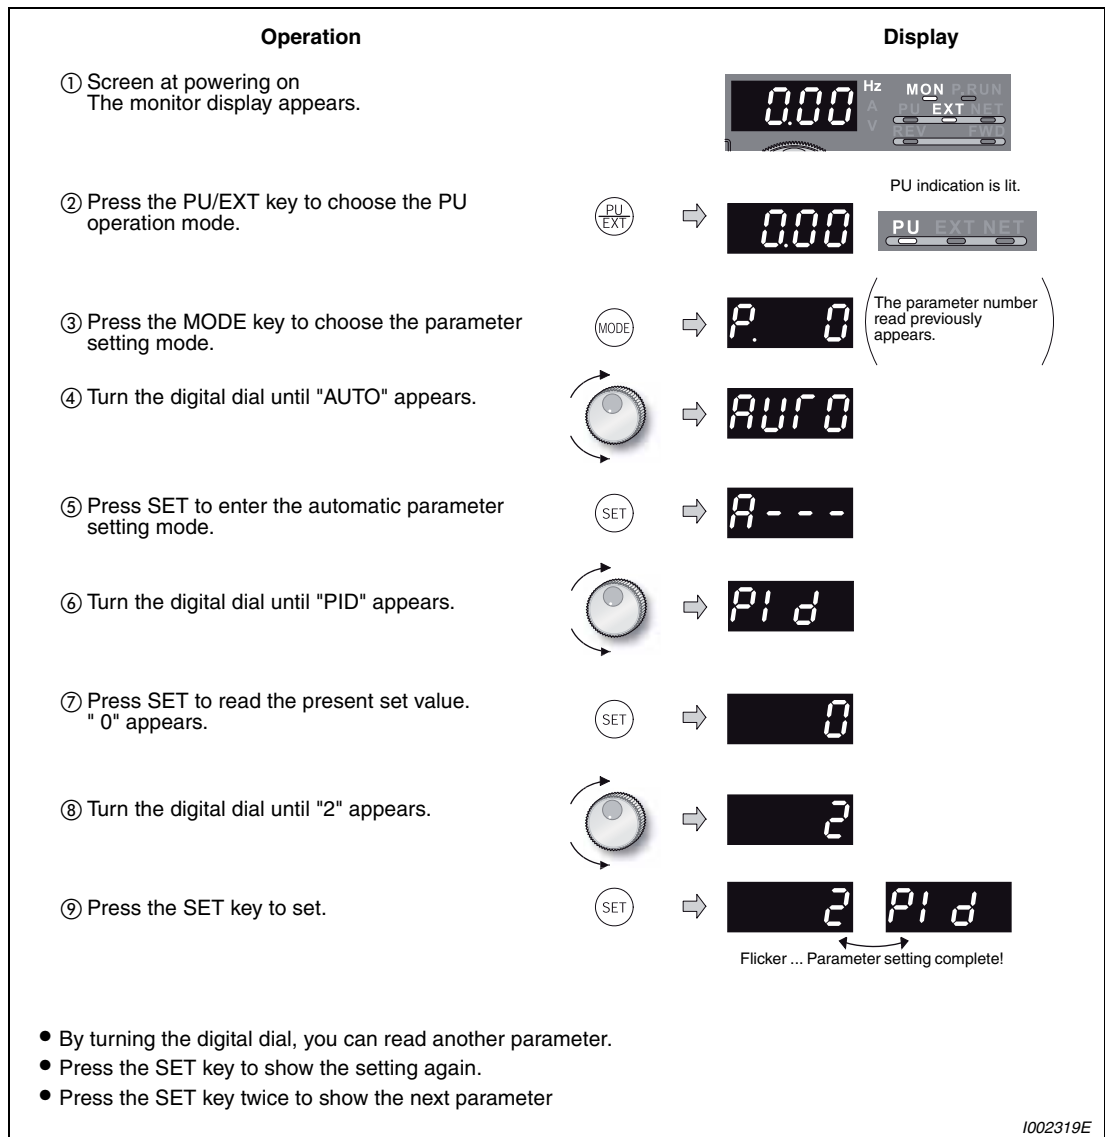 Operation Display
① Screen at powering on
The monitor display appears.
0.00 Hz MON P.RUN
A PU EXT NET
V REV FWD
② Press the PU/EXT key to choose the PU
operation mode.
PU
EXT
0.00
PU indication is lit.
PU EXT NET
③ Press the MODE key to choose the parameter
setting mode.
MODE
P. 0
The parameter number
read previously
appears.
④ Turn the digital dial until "AUTO" appears.
AUTO
⑤ Press SET to enter the automatic parameter
setting mode.
SET
A---
⑥ Turn the digital dial until "PID" appears.
PId
⑦ Press SET to read the present set value.
" 0" appears.
SET
0
⑧ Turn the digital dial until "2" appears.
2
⑨ Press the SET key to set.
SET
2 PId
Flicker ... Parameter setting complete!
● By turning the digital dial, you can read another parameter.
● Press the SET key to show the setting again.
● Press the SET key twice to show the next parameter
I002319E